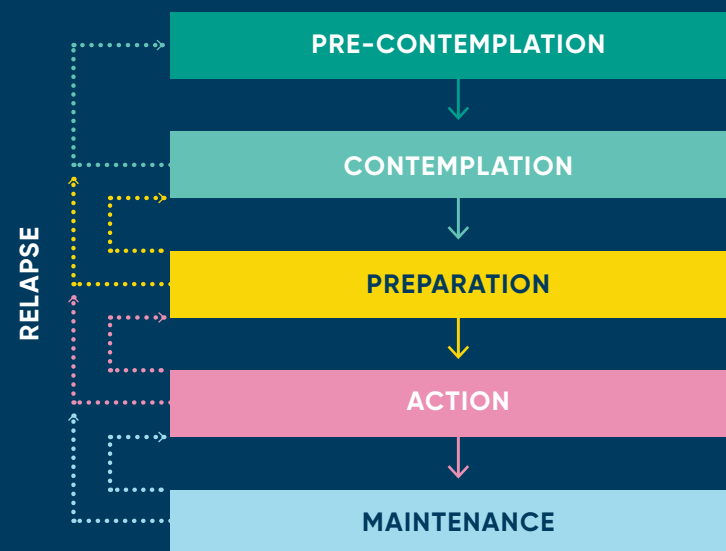 PRE-CONTEMPLATION
CONTEMPLATION
RELAPSE
PREPARATION
ACTION
MAINTENANCE